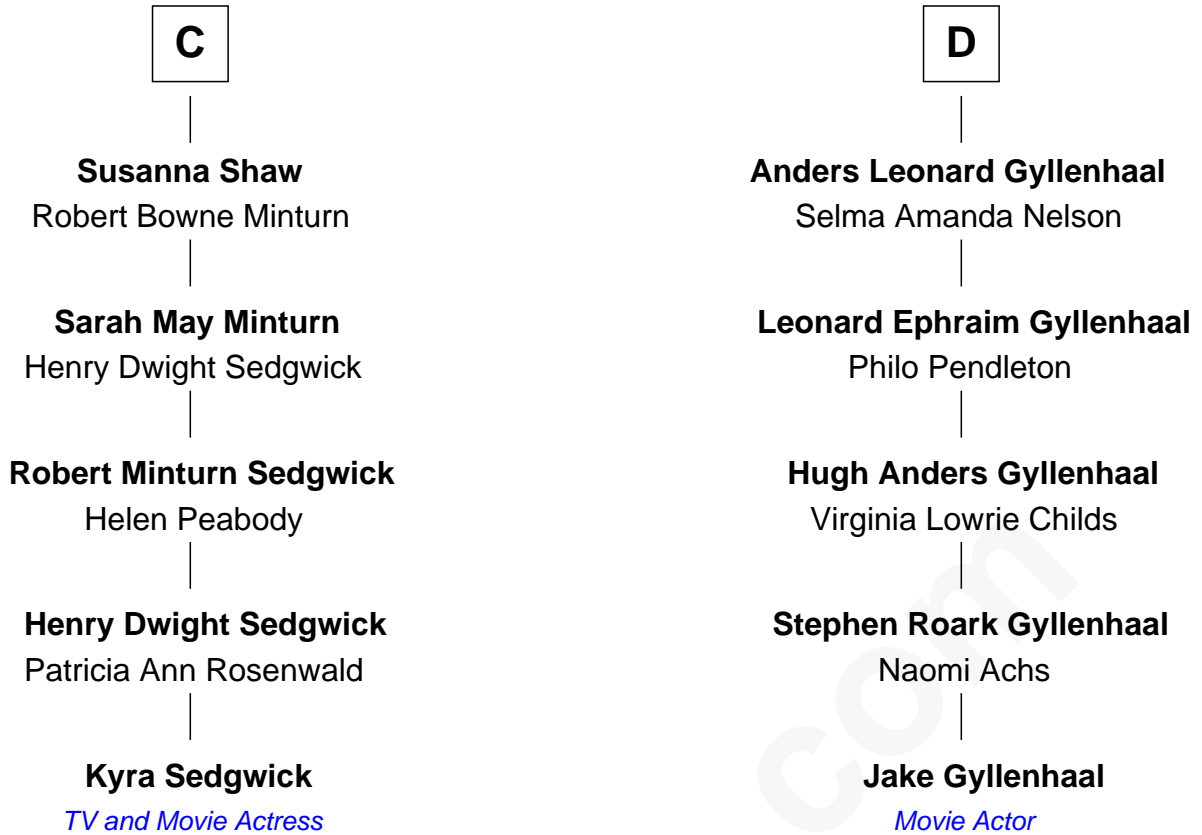 C
Susanna Shaw
Robert Bowne Minturn
Sarah May Minturn
Henry Dwight Sedgwick
Robert Minturn Sedgwick
Helen Peabody
Henry Dwight Sedgwick
Patricia Ann Rosenwald
Kyra Sedgwick
TV and Movie Actress
D
Anders Leonard Gyllenhaal
Selma Amanda Nelson
Leonard Ephraim Gyllenhaal
Philo Pendleton
Hugh Anders Gyllenhaal
Virginia Lowrie Childs
Stephen Roark Gyllenhaal
Naomi Achs
Jake Gyllenhaal
Movie Actor
com